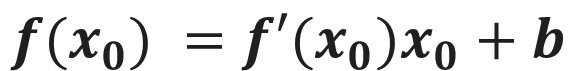 f(x₀) = f′(x₀)x₀ + b